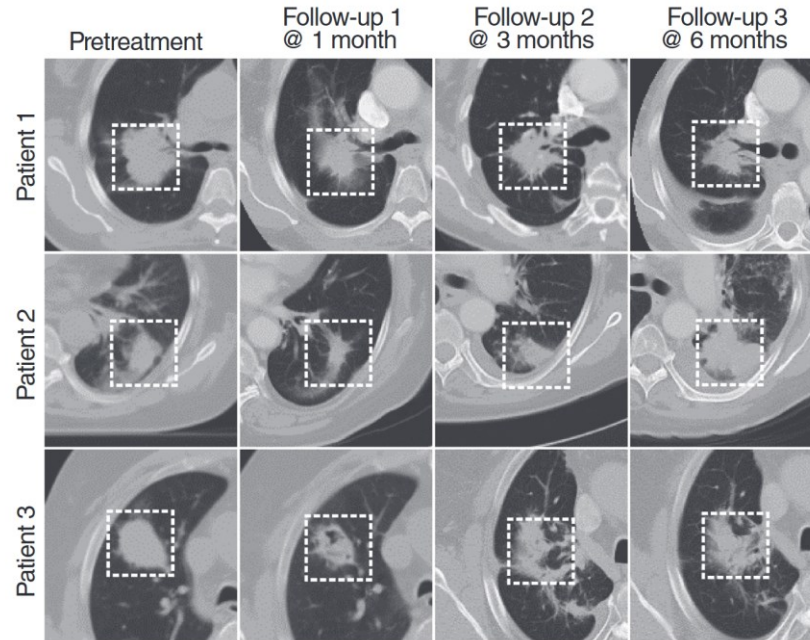 Pretreatment
Follow-up 1
@ 1 month
Follow-up 2
@ 3 months
Follow-up 3
@ 6 months
Patient 1
Patient 2
Patient 3